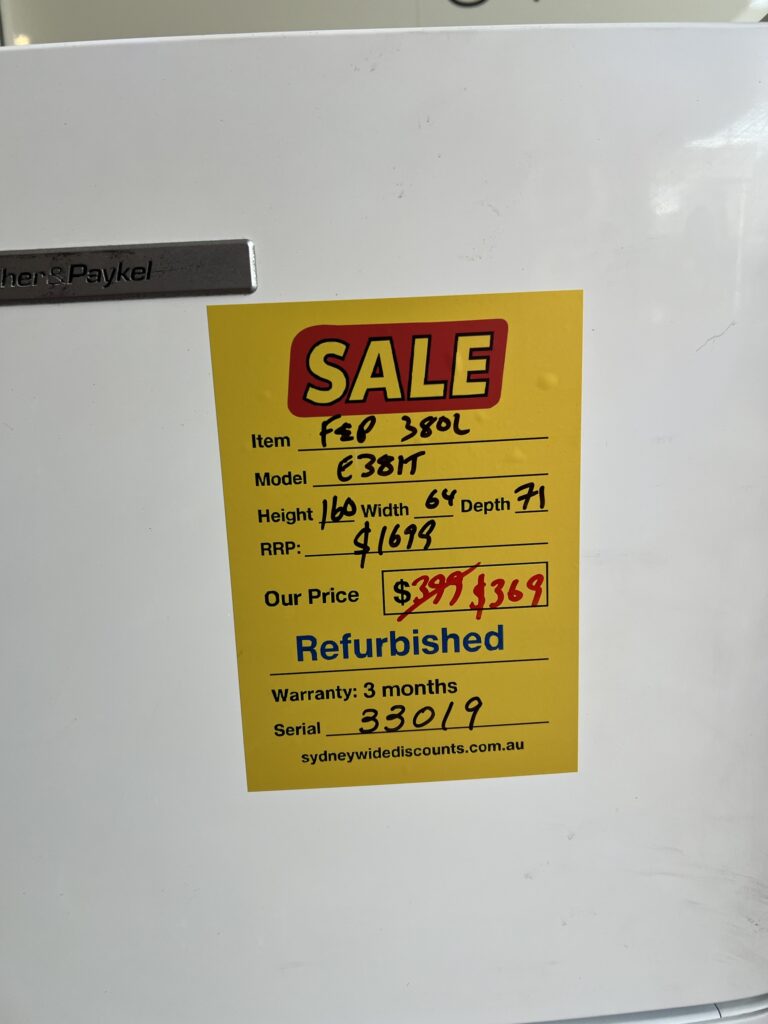 her&Paykel
SALE
Item F&P 380L
Model E381T
Height 160 Width 64 Depth 71
RRP: $1699
Our Price $399 $369
Refurbished
Warranty: 3 months
Serial 33019
sydneywidediscounts.com.au